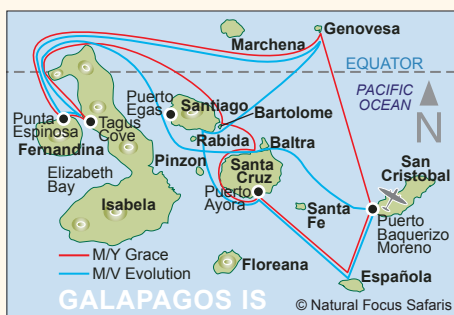 Marchena
Genovesa
EQUATOR
PACIFIC
OCEAN
N
Puerto
Egas
Santiago
Bartolome
Punta
Espinosa
Tagus
Cove
Fernandina
Rabida
Baltra
Pinzon
Elizabeth
Bay
Santa
Cruz
San
Cristobal
Isabela
Puerto
Ayora
Santa
Fe
Puerto
Baquerizo
Moreno
M/Y Grace
M/V Evolution
Floreana
Española
GALAPAGOS IS
© Natural Focus Safaris